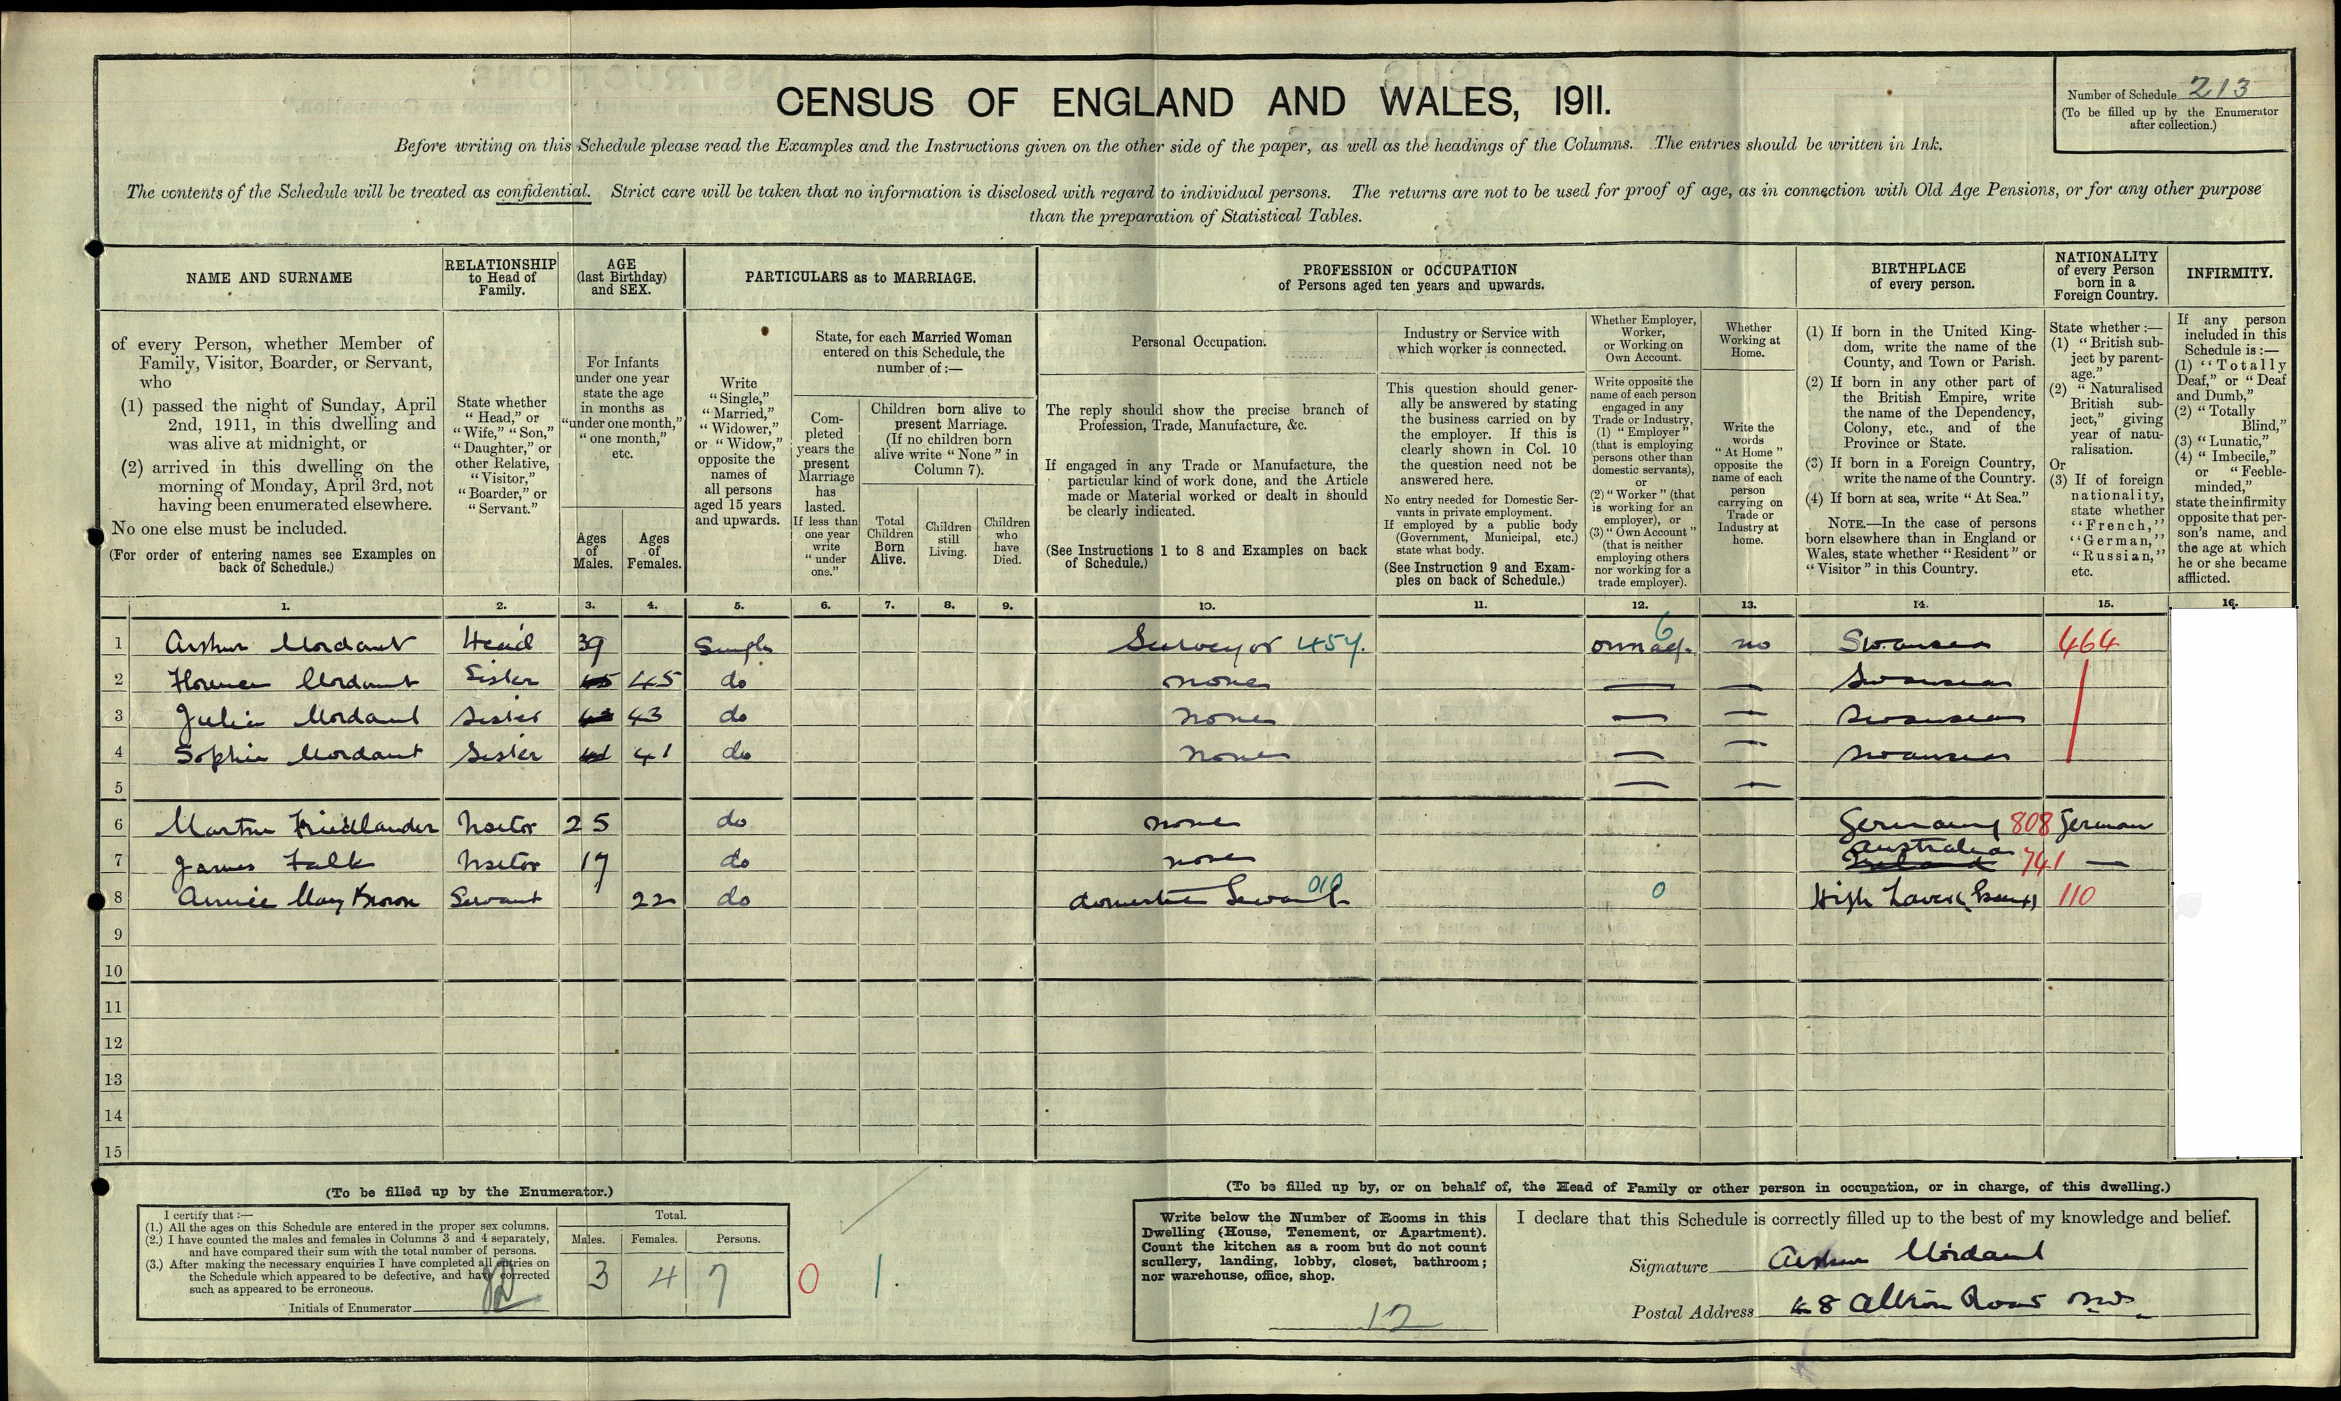 CENSUS OF ENGLAND AND WALES, 1911.
Number of Schedule 213
(To be filled up by the Enumerator
after collection.)
Before writing on this Schedule please read the Examples and the Instructions given on the other side of the paper, as well as the headings of the Columns. The entries should be written in Ink.
The contents of the Schedule will be treated as confidential. Strict care will be taken that no information is disclosed with regard to individual persons. The returns are not to be used for proof of age, as in connection with Old Age Pensions, or for any other purpose
than the preparation of Statistical Tables.
NAME AND SURNAME
of every Person, whether Member of
Family, Visitor, Boarder, or Servant,
who
(1) passed the night of Sunday, April
2nd, 1911, in this dwelling and
was alive at midnight, or
(2) arrived in this dwelling on the
morning of Monday, April 3rd, not
having been enumerated elsewhere.
No one else must be included.
(For order of entering names see Examples on
back of Schedule.)
RELATIONSHIP
to Head of
Family.
State whether
"Head," or
"Wife," "Son,"
"Daughter," or
other Relative,
"Visitor,"
"Boarder," or
"Servant."
AGE
(last Birthday)
and SEX.
For Infants
under one year
state the age
in months as
"under one month,"
"one month,"
etc.
Ages
of
Males.
Ages
of
Females.
PARTICULARS as to MARRIAGE.
Write
"Single,"
"Married,"
"Widower,"
or "Widow,"
opposite the
names of
all persons
aged 15 years
and upwards.
State, for each Married Woman
entered on this Schedule, the
number of:—
Com-
pleted
years the
present
Marriage
has
lasted.
If less than
one year
write
"under
one."
Children born alive to
present Marriage.
(If no children born
alive write "None" in
Column 7).
Total
Children
Born
Alive.
Children
still
Living.
Children
who
have
Died.
PROFESSION or OCCUPATION
of Persons aged ten years and upwards.
Personal Occupation.
The reply should show the precise branch of
Profession, Trade, Manufacture, &c.
If engaged in any Trade or Manufacture, the
particular kind of work done, and the Article
made or Material worked or dealt in should
be clearly indicated.
(See Instructions 1 to 8 and Examples on back
of Schedule.)
Industry or Service with
which worker is connected.
This question should gener-
ally be answered by stating
the business carried on by
the employer. If this is
clearly shown in Col. 10
the question need not be
answered here.
No entry needed for Domestic Ser-
vants in private employment.
If employed by a public body
(Government, Municipal, etc.)
state what body.
(See Instruction 9 and Exam-
ples on back of Schedule.)
Whether Employer,
Worker,
or Working on
Own Account.
Write opposite the
name of each person
engaged in any
Trade or Industry,
(1) "Employer"
(that is employing
persons other than
domestic servants),
or
(2) "Worker" (that
is working for an
employer), or
(3) "Own Account"
(that is neither
employing others
nor working for a
trade employer).
Whether
Working at
Home.
Write the
words
"At Home"
opposite the
name of each
person
carrying on
Trade or
Industry at
home.
BIRTHPLACE
of every person.
(1) If born in the United King-
dom, write the name of the
County, and Town or Parish.
(2) If born in any other part of
the British Empire, write
the name of the Dependency,
Colony, etc., and of the
Province or State.
(3) If born in a Foreign Country,
write the name of the Country.
(4) If born at sea, write "At Sea."
NOTE.—In the case of persons
born elsewhere than in England or
Wales, state whether "Resident" or
"Visitor" in this Country.
NATIONALITY
of every Person
born in a
Foreign Country.
State whether:—
(1) "British sub-
ject by parent-
age."
(2) "Naturalised
British sub-
ject," giving
year of natu-
ralisation.
Or
(3) If of foreign
nationality,
state whether
"French,"
"German,"
"Russian,"
etc.
INFIRMITY.
If any person
included in this
Schedule is:—
(1) "Totally
Deaf," or "Deaf
and Dumb,"
(2) "Totally
Blind,"
(3) "Lunatic,"
(4) "Imbecile,"
or "Feeble-
minded,"
state the infirmity
opposite that per-
son's name, and
the age at which
he or she became
afflicted.
1. 2. 3. 4. 5. 6. 7. 8. 9. 10. 11. 12. 13. 14. 15. 16.
1 Arthur Mordaunt Head 39 Single Surveyor 457. 6 no Swansea 464
2 Florence Mordaunt Sister 45 45 do none — — Swansea
3 Julia Mordaunt Sister 43 43 do none — — Swansea
4 Sophia Mordaunt Sister 41 41 do none — — Swansea
5 — —
6 Martin Friedlander Visitor 25 do none Germany 808 German
7 James Falk Visitor 17 do none Australia Ireland 741 —
8 Annie May Servant 22 do domestic Servant 010 0 High Laver (Essex) 110
9
10
11
12
13
14
15
(To be filled up by the Enumerator.)
I certify that:—
(1.) All the ages on this Schedule are entered in the proper sex columns.
(2.) I have counted the males and females in Columns 3 and 4 separately,
and have compared their sum with the total number of persons.
(3.) After making the necessary enquiries I have completed all entries on
the Schedule which appeared to be defective, and have corrected
such as appeared to be erroneous.
Initials of Enumerator
Total.
Males. Females. Persons.
3 4 7 0 1.
(To be filled up by, or on behalf of, the Head of Family or other person in occupation, or in charge, of this dwelling.)
Write below the Number of Rooms in this
Dwelling (House, Tenement, or Apartment).
Count the kitchen as a room but do not count
scullery, landing, lobby, closet, bathroom;
nor warehouse, office, shop.
12
I declare that this Schedule is correctly filled up to the best of my knowledge and belief.
Signature Arthur Mordaunt
Postal Address 48 Albion Road NW.